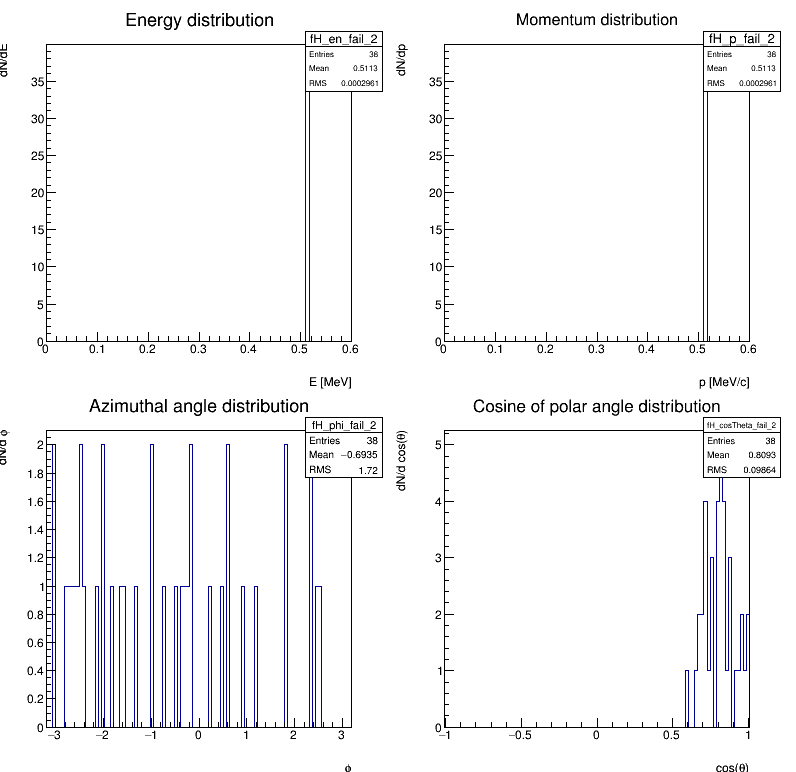 Energy distribution
dN/dE
fH_en_fail_2
Entries 38
Mean 0.5113
RMS 0.0002961
35
30
25
20
15
10
5
0
0 0.1 0.2 0.3 0.4 0.5 0.6
E [MeV]
Momentum distribution
dN/dp
fH_p_fail_2
Entries 38
Mean 0.5113
RMS 0.0002961
35
30
25
20
15
10
5
0
0 0.1 0.2 0.3 0.4 0.5 0.6
p [MeV/c]
Azimuthal angle distribution
dN/d ϕ
fH_phi_fail_2
Entries 38
Mean −0.6935
RMS 1.72
2
1.8
1.6
1.4
1.2
1
0.8
0.6
0.4
0.2
0
−3 −2 −1 0 1 2 3
ϕ
Cosine of polar angle distribution
dN/d cos(θ)
fH_cosTheta_fail_2
Entries 38
Mean 0.8093
RMS 0.09864
5
4
3
2
1
0
−1 −0.5 0 0.5 1
cos(θ)